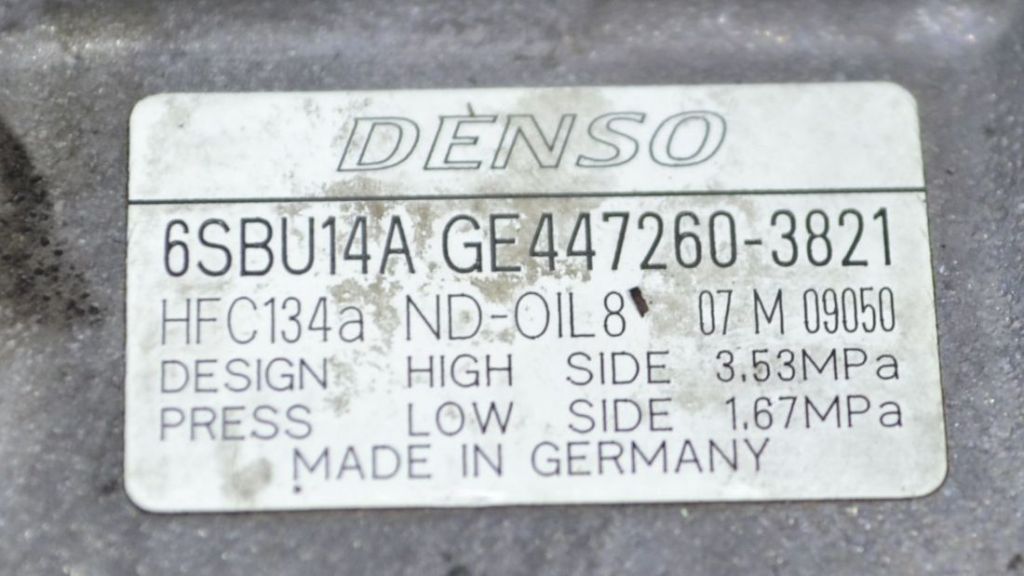 DENSO
6SBU14A GE447260-3821
HFC134a ND-OIL8 07 M 09050
DESIGN HIGH SIDE 3.53MPa
PRESS LOW SIDE 1.67MPa
MADE IN GERMANY